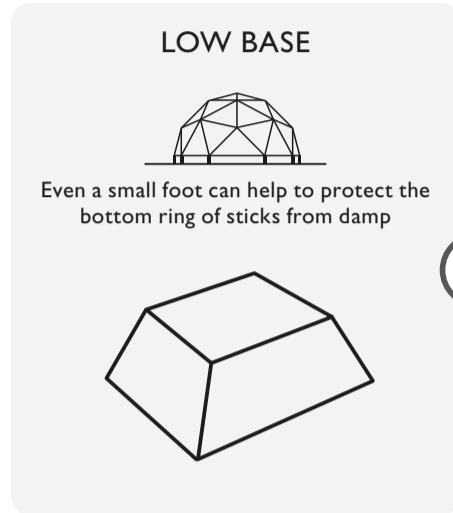 LOW BASE
Even a small foot can help to protect the
bottom ring of sticks from damp